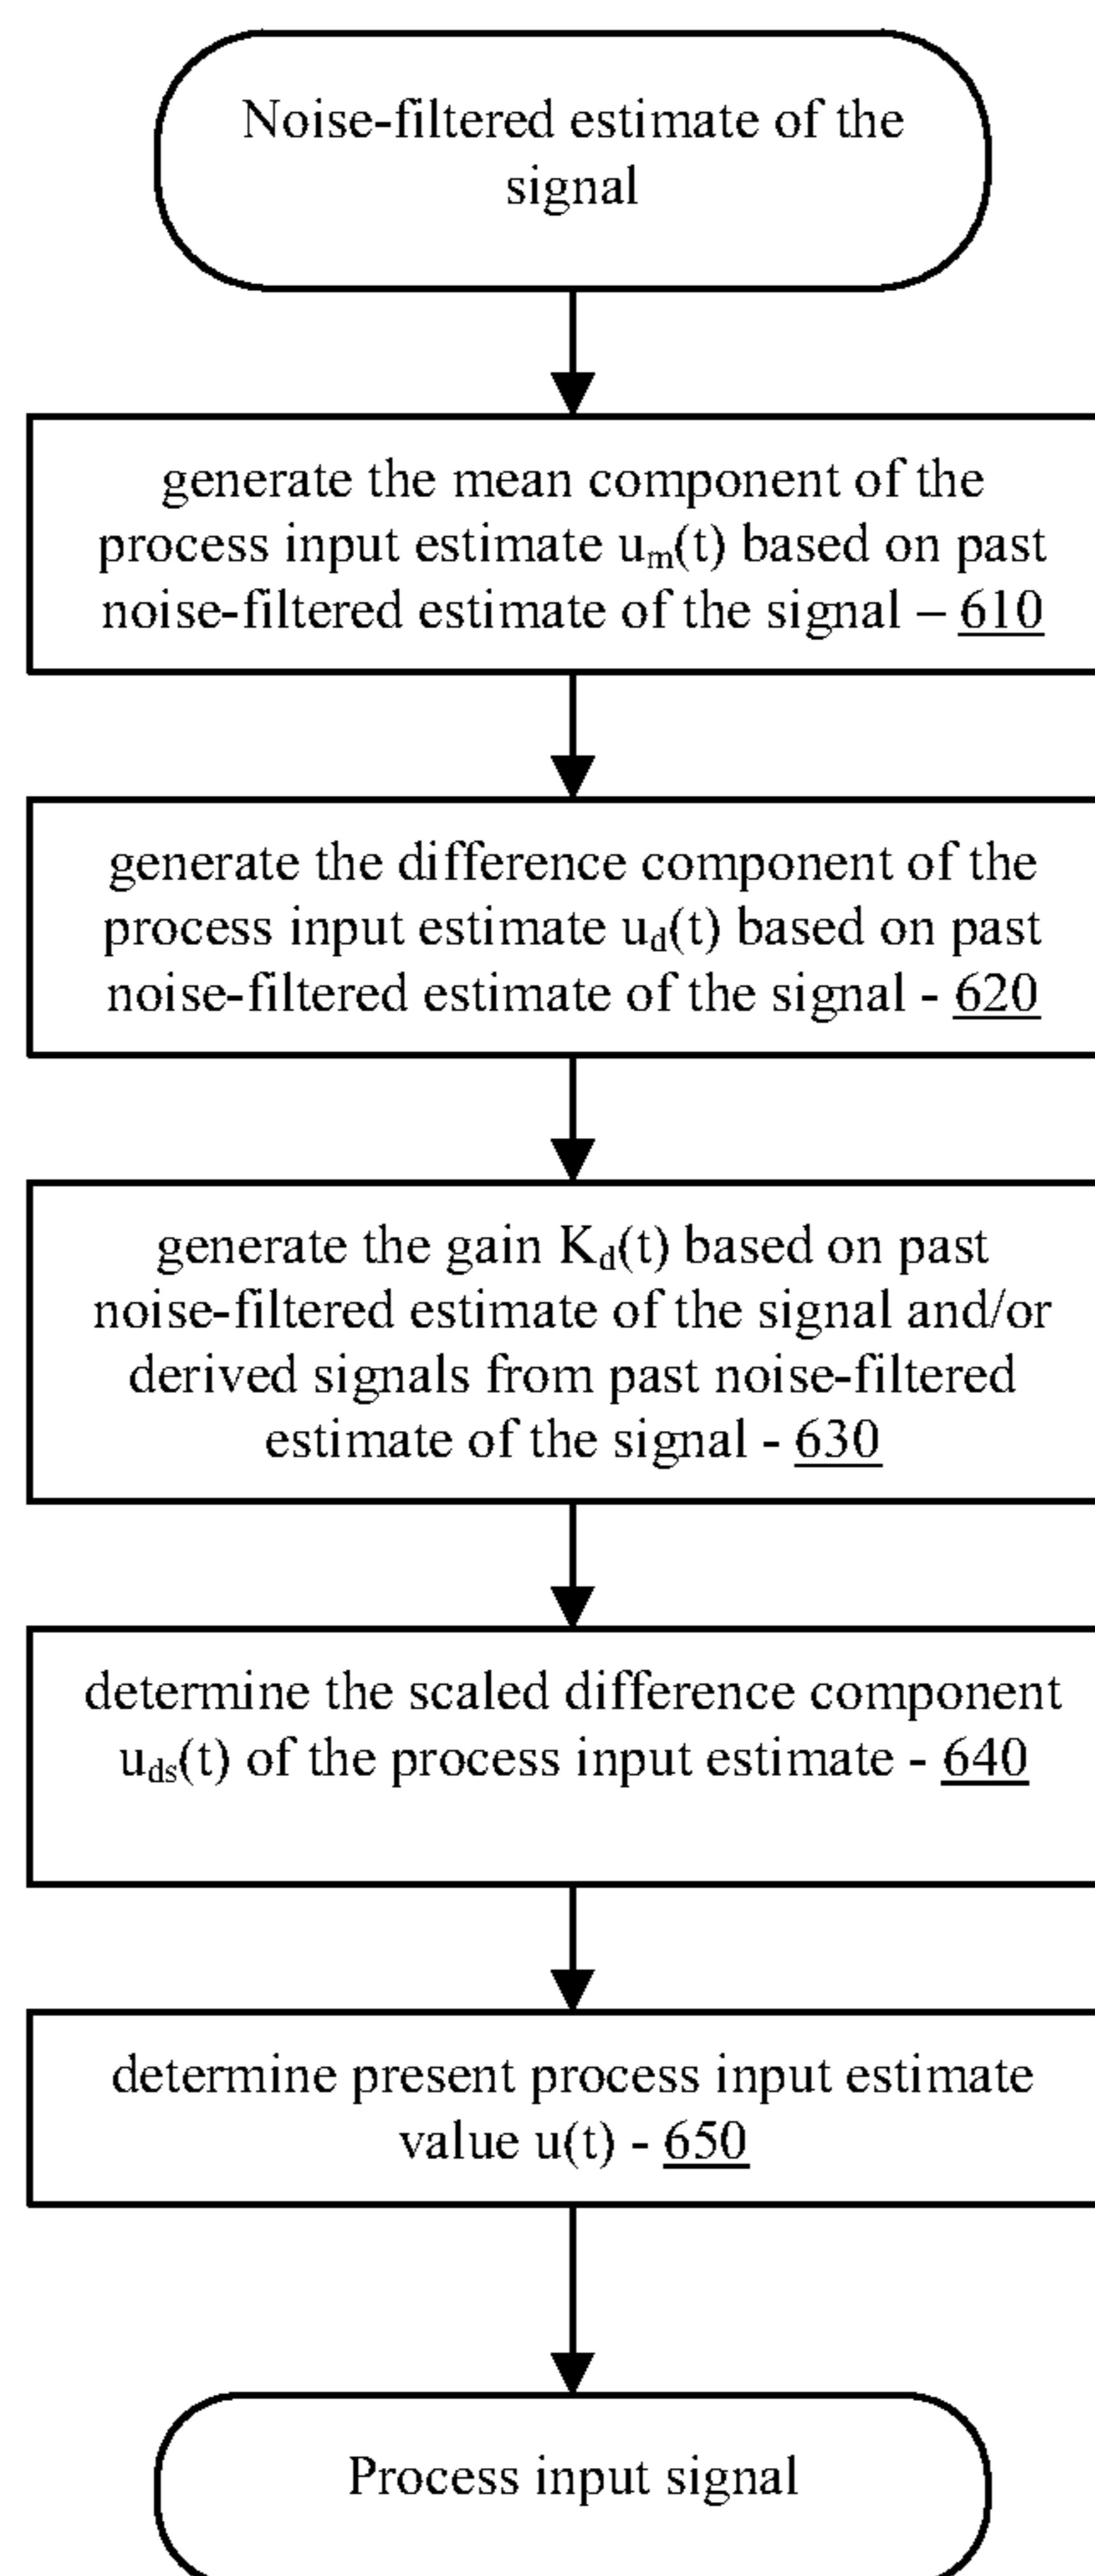 Noise-filtered estimate of the
signal
generate the mean component of the
process input estimate uₘ(t) based on past
noise-filtered estimate of the signal – 610
generate the difference component of the
process input estimate u_d(t) based on past
noise-filtered estimate of the signal - 620
generate the gain K_d(t) based on past
noise-filtered estimate of the signal and/or
derived signals from past noise-filtered
estimate of the signal - 630
determine the scaled difference component
u_ds(t) of the process input estimate - 640
determine present process input estimate
value u(t) - 650
Process input signal